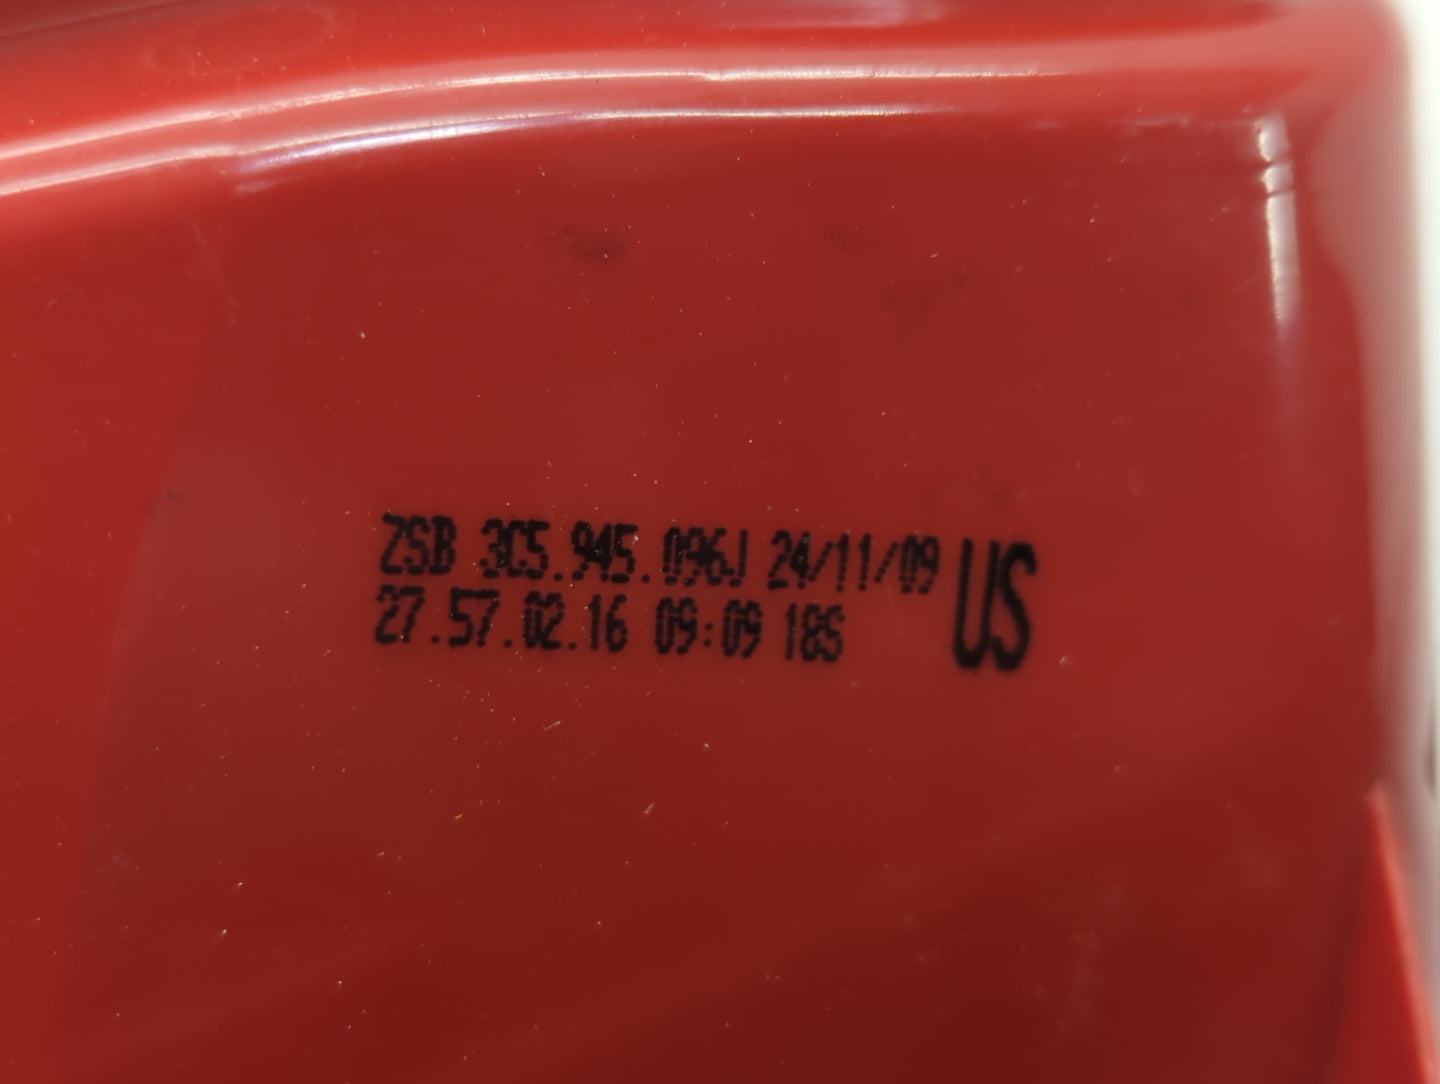 ZSB 3C5.945.096J 24/11/09 US
27.57.02.16 09:09 18S